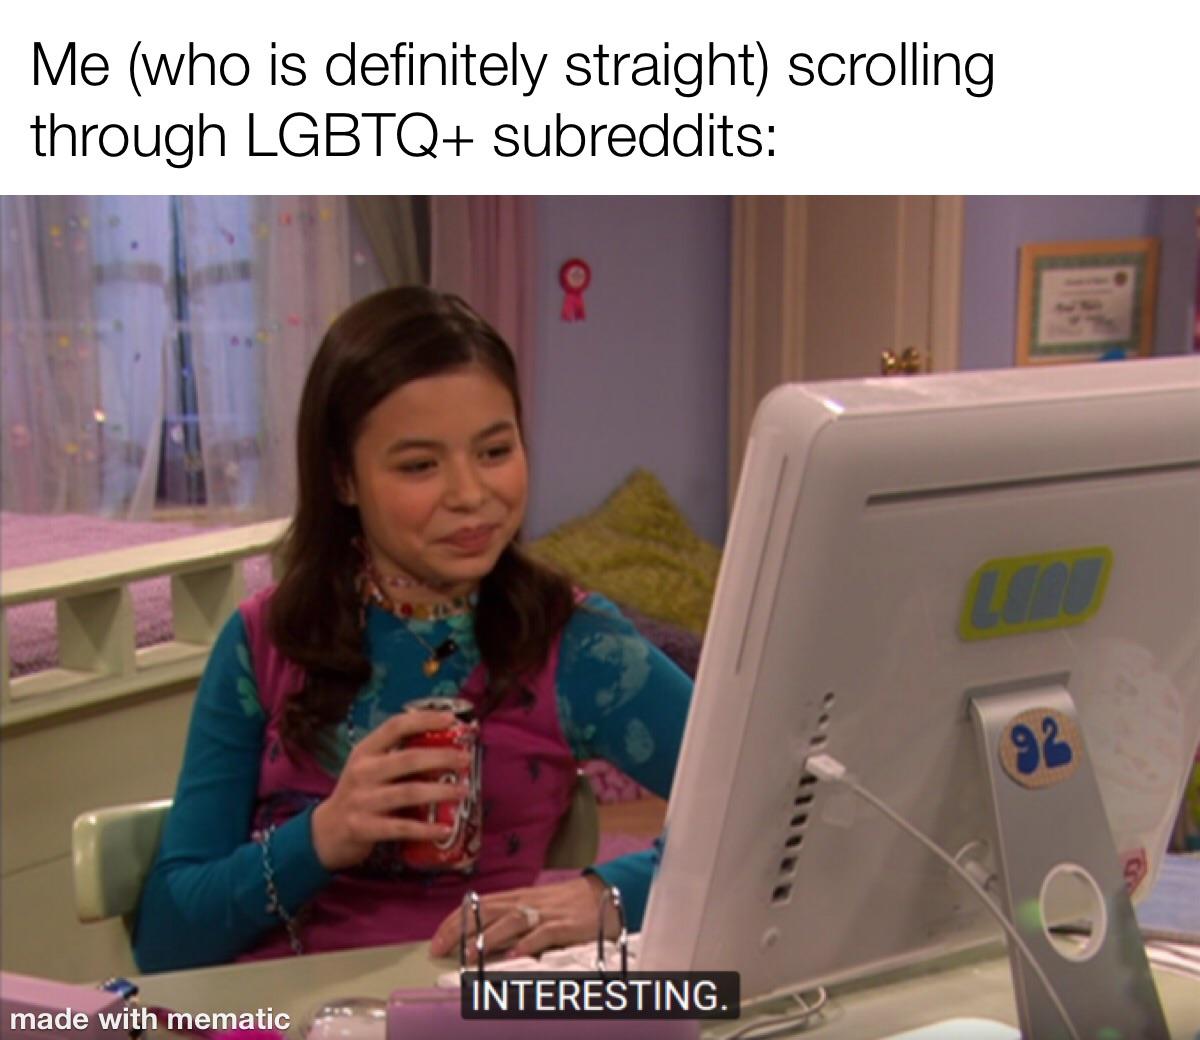 Me (who is definitely straight) scrolling
through LGBTQ+ subreddits:
92
INTERESTING.
made with mematic